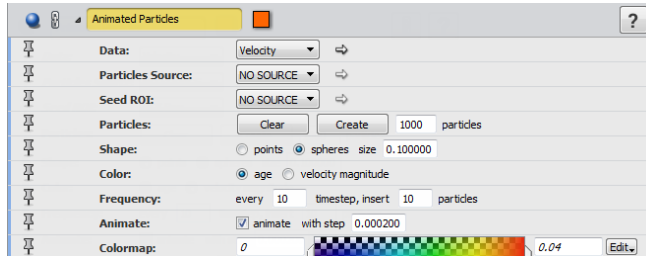 Animated Particles ?
Data: Velocity
Particles Source: NO SOURCE
Seed ROI: NO SOURCE
Particles: Clear Create 1000 particles
Shape: points spheres size 0.100000
Color: age velocity magnitude
Frequency: every 10 timestep, insert 10 particles
Animate: animate with step 0.000200
Colormap: 0 0.04 Edit